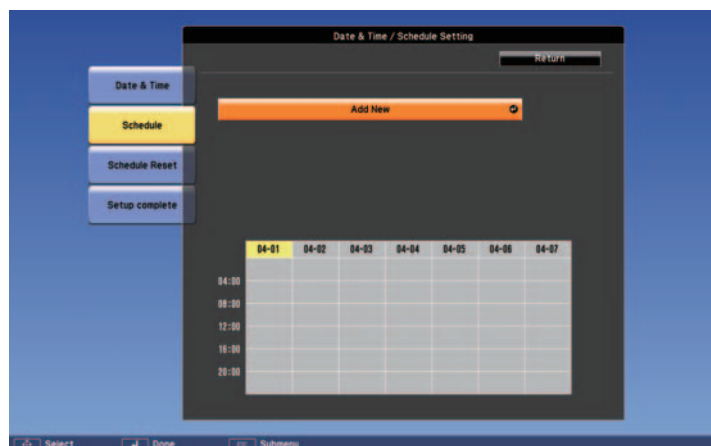 Date & Time / Schedule Setting
Return
Date & Time
Add New
Schedule
Schedule Reset
Setup complete
04-01 04-02 04-03 04-04 04-05 04-06 04-07
04:00
08:00
12:00
16:00
20:00
Select Done Submenu